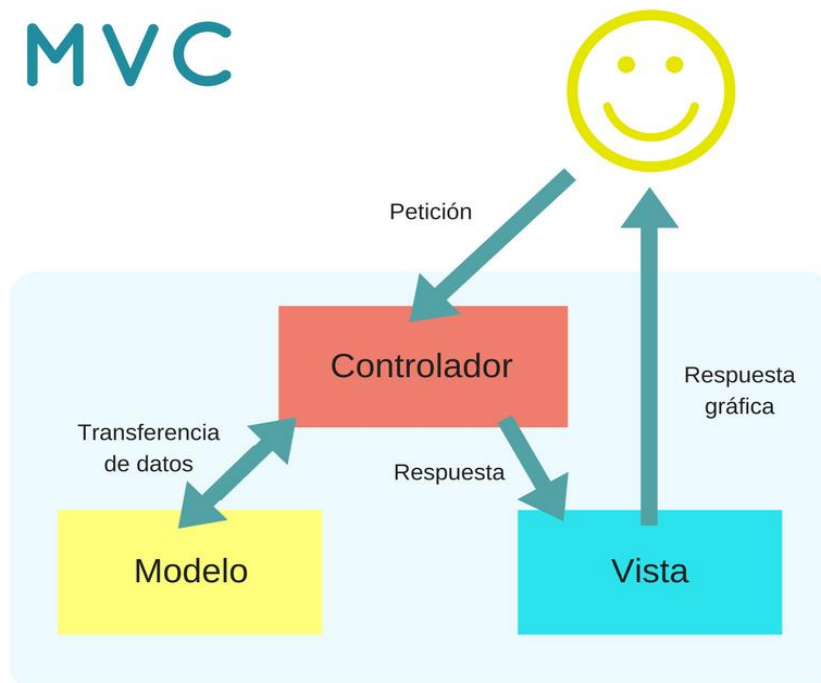 MVC
Petición
Controlador
Respuesta
gráfica
Transferencia
de datos
Respuesta
Modelo
Vista